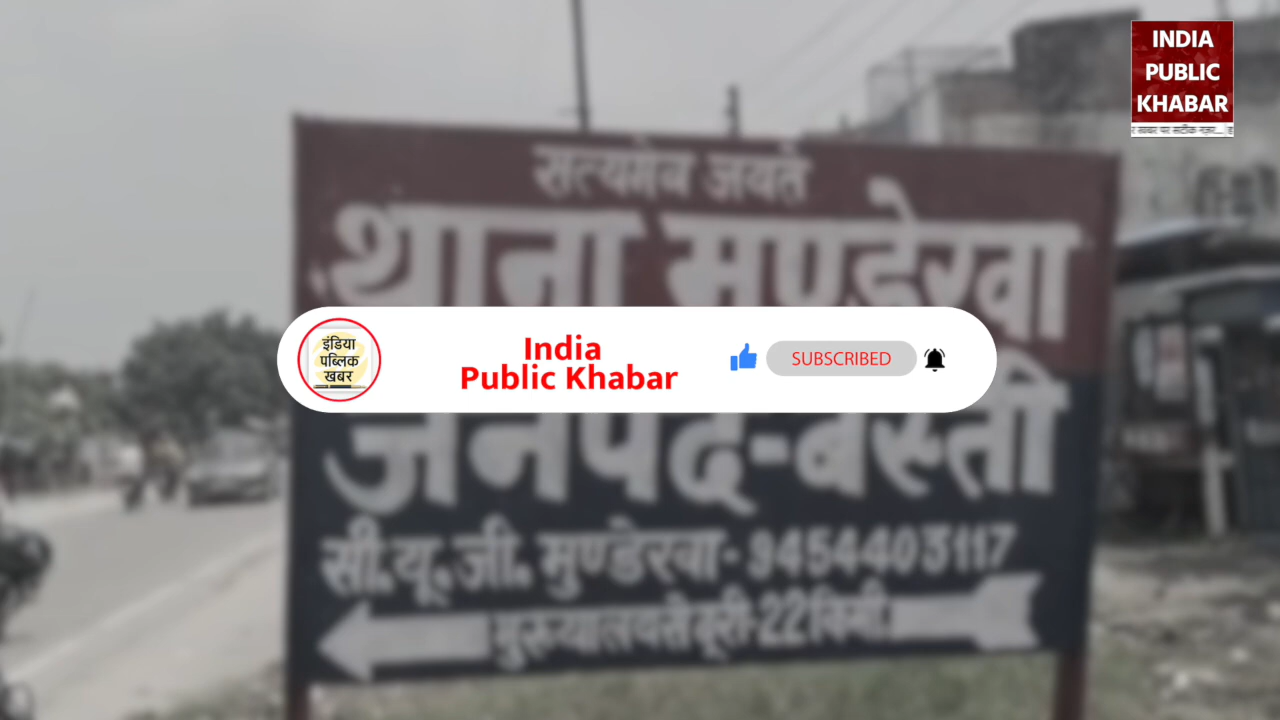 INDIA
PUBLIC
KHABAR
सत्यमेव जयते
थाना मुण्डेरवा
इंडिया
पब्लिक
खबर
India
Public Khabar
SUBSCRIBED
जनपद-बस्ती
सी.यू.जी. मुण्डेरवा- 9454403117
मुख्यालय से दूरी-22 किमी.